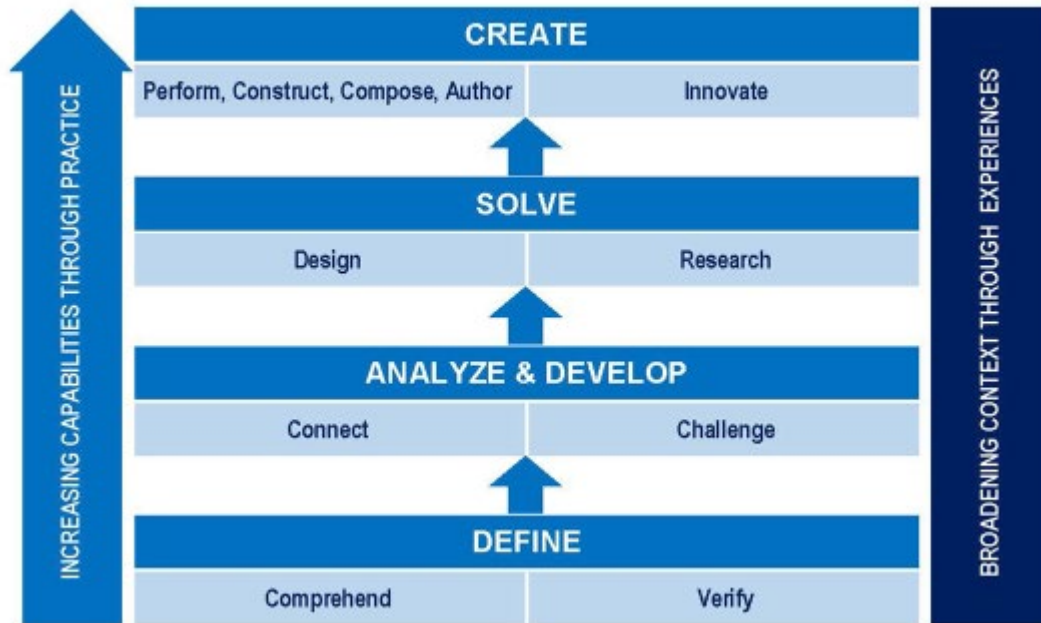 INCREASING CAPABILITIES THROUGH PRACTICE
CREATE
Perform, Construct, Compose, Author
Innovate
SOLVE
Design
Research
ANALYZE & DEVELOP
Connect
Challenge
DEFINE
Comprehend
Verify
BROADENING CONTEXT THROUGH EXPERIENCES